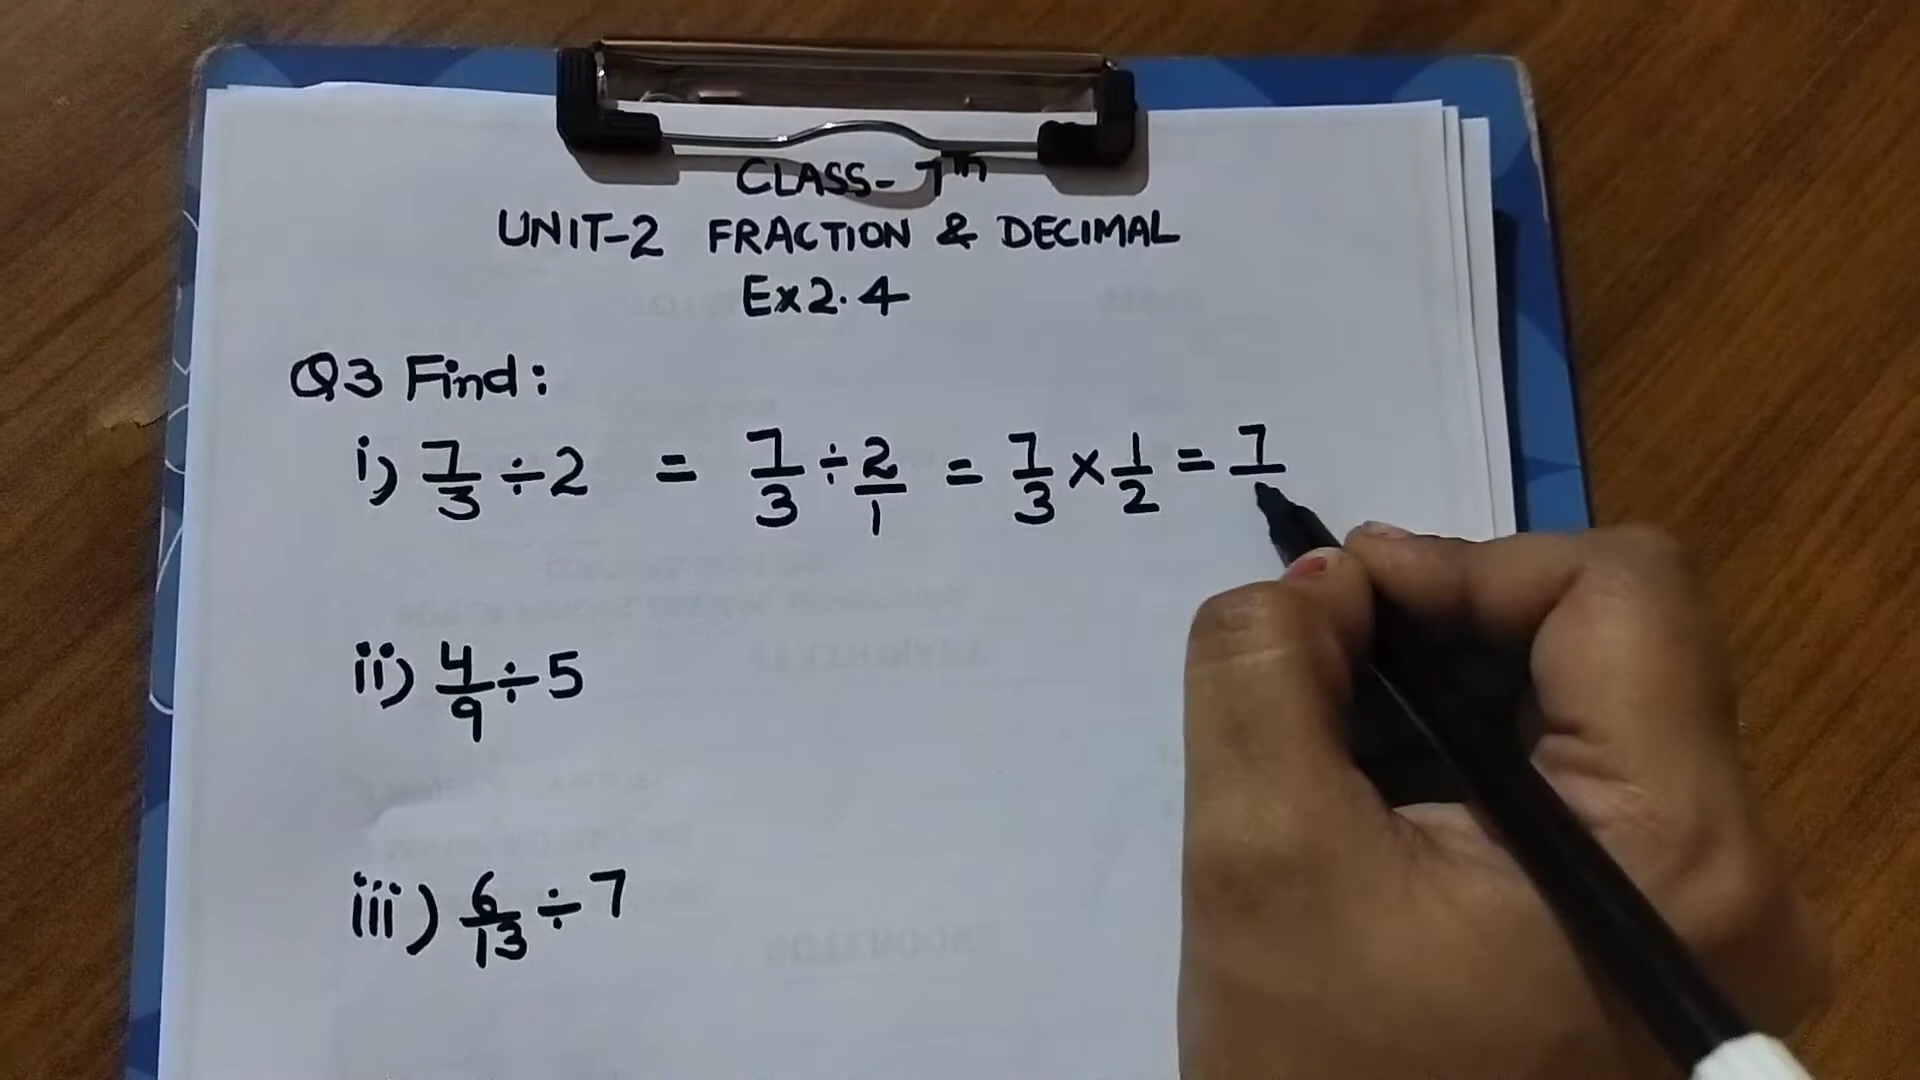 CLASS- 7th
UNIT-2 FRACTION & DECIMAL
Ex2.4
Q3 Find:
i) 7/3 ÷ 2 = 7/3 ÷ 2/1 = 7/3 × 1/2 = 7/
ii) 4/9 ÷ 5
iii) 6/13 ÷ 7